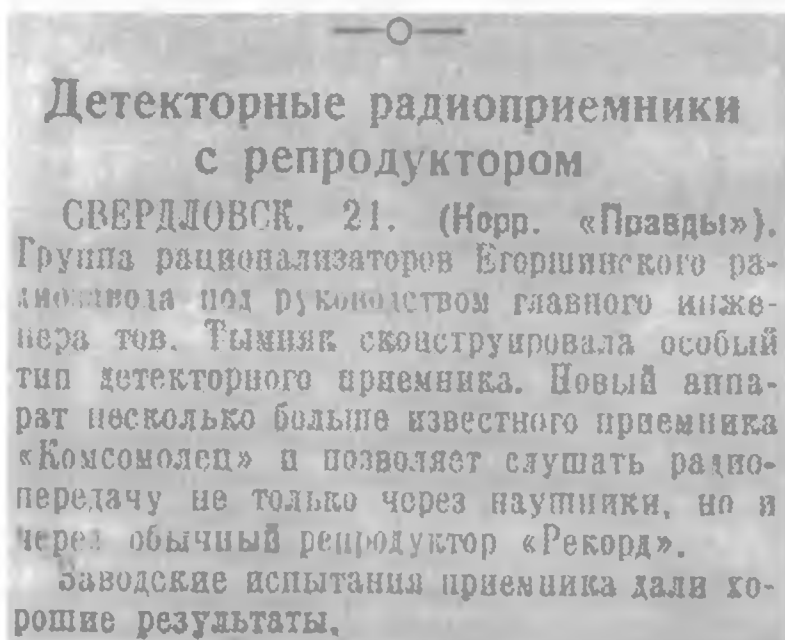 Детекторные радиоприемники
с репродуктором
СВЕРДЛОВСК. 21. (Корр. «Правды»).
Группа рационализаторов Егоршинского ра-
диозавода под руководством главного инже-
нера тов. Тымняк сконструировала особый
тип детекторного приемника. Новый аппа-
рат несколько больше известного приемника
«Комсомолец» и позволяет слушать радио-
передачу не только через наушники, но и
через обычный репродуктор «Рекорд».
Заводские испытания приемника дали хо-
рошие результаты.